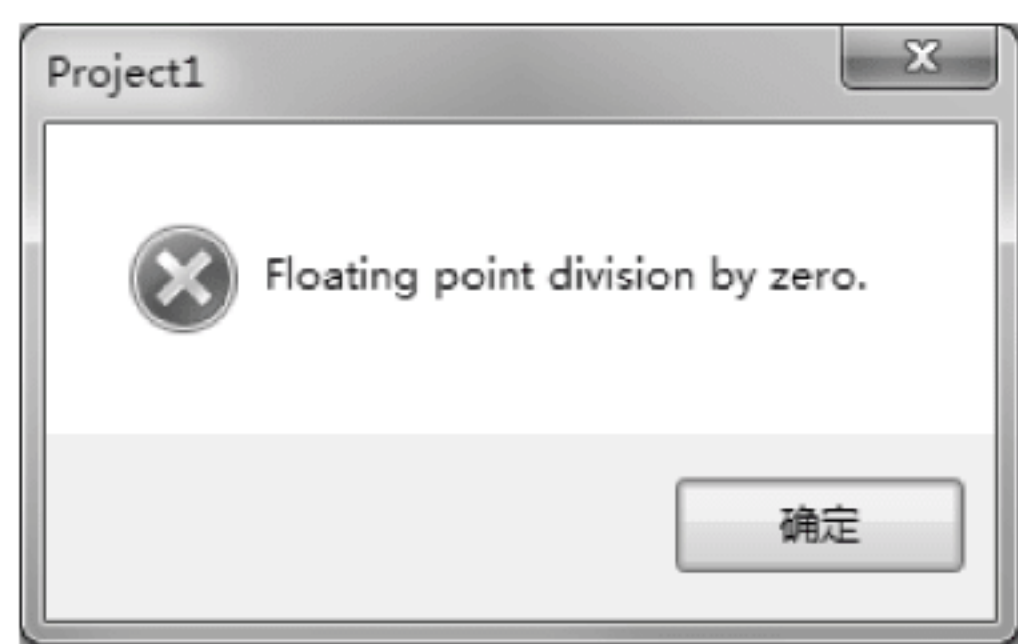 Project1
Floating point division by zero.
确定